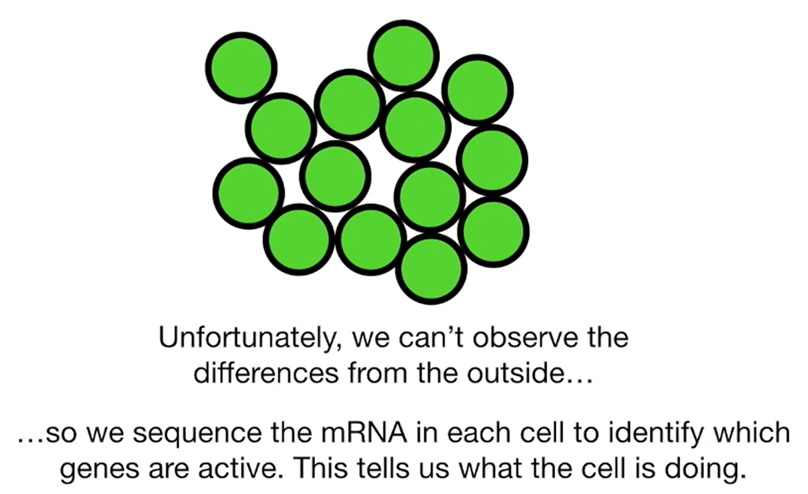 Unfortunately, we can’t observe the
differences from the outside…
…so we sequence the mRNA in each cell to identify which
genes are active. This tells us what the cell is doing.